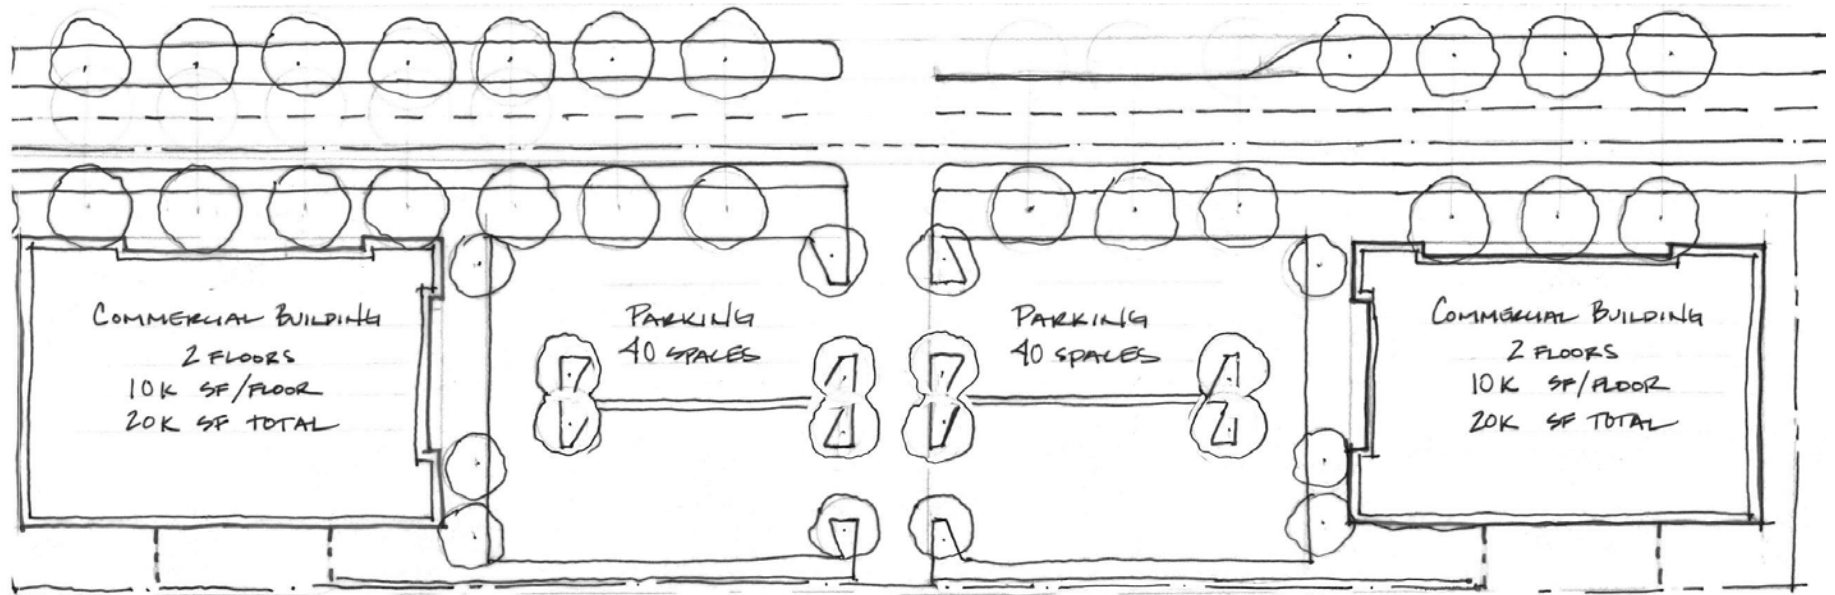 COMMERCIAL BUILDING
2 FLOORS
10K SF/FLOOR
20K SF TOTAL
PARKING
40 SPACES
PARKING
40 SPACES
COMMERCIAL BUILDING
2 FLOORS
10K SF/FLOOR
20K SF TOTAL